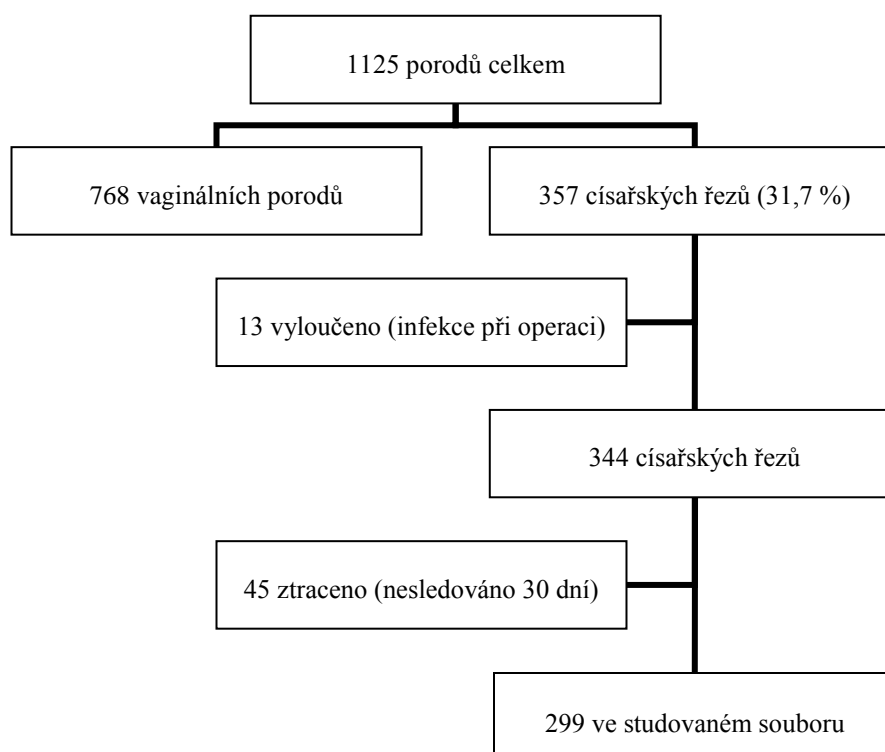 1125 porodů celkem
768 vaginálních porodů
357 císařských řezů (31,7 %)
13 vyloučeno (infekce při operaci)
344 císařských řezů
45 ztraceno (nesledováno 30 dní)
299 ve studovaném souboru